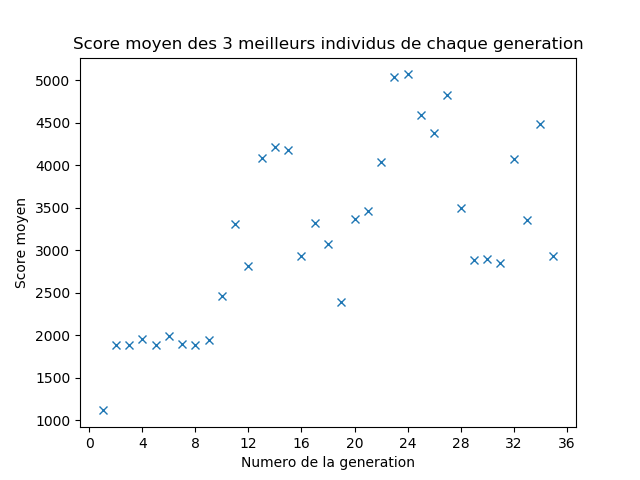 Score moyen des 3 meilleurs individus de chaque generation
Score moyen
5000
4500
4000
3500
3000
2500
2000
1500
1000
0 4 8 12 16 20 24 28 32 36
Numero de la generation